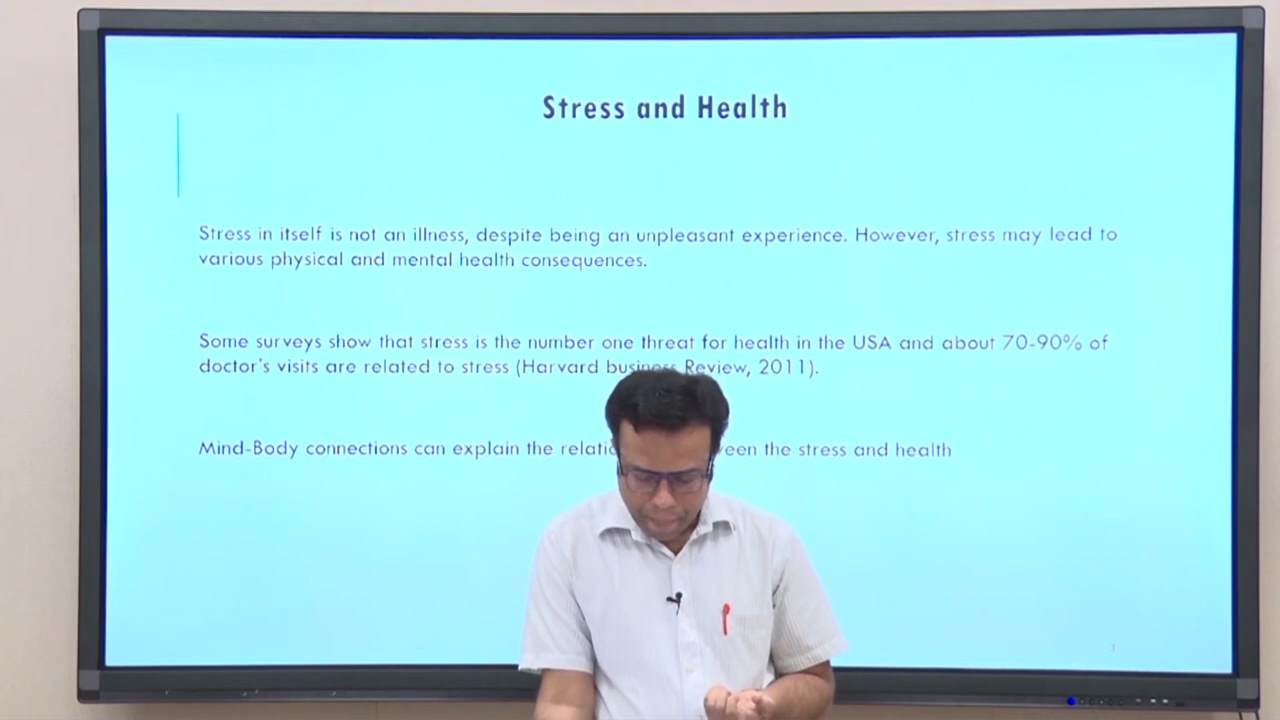 Stress and Health
Stress in itself is not an illness, despite being an unpleasant experience. However, stress may lead to
various physical and mental health consequences.
Some surveys show that stress is the number one threat for health in the USA and about 70-90% of
doctor's visits are related to stress (Harvard business Review, 2011).
Mind-Body connections can explain the the stress and health